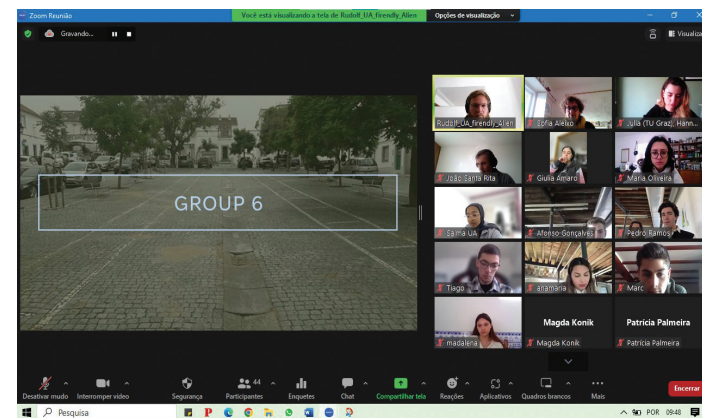 Zoom Reunião
Você está visualizando a tela de Rudolf_UA_firendly_Alien
Opções de visualização
Gravando...
Visualiza
GROUP 6
Rudolf_UA_firendly_Alien
Sofia Aleixo
Julia (TU Graz), Hann...
João Santa Rita
Giulia Amaro
Maria Oliveira
Salma UA
Afonso Gonçalves
Pedro Ramos
Tiago
anamaria
Marc
madalena
Magda Konik
Magda Konik
Patrícia Palmeira
Patrícia Palmeira
Desativar mudo
Interromper vídeo
Segurança
44
Participantes
Enquetes
Chat
Compartilhar tela
Reações
Aplicativos
Quadros brancos
Mais
Encerrar
Pesquisa
POR
09:48